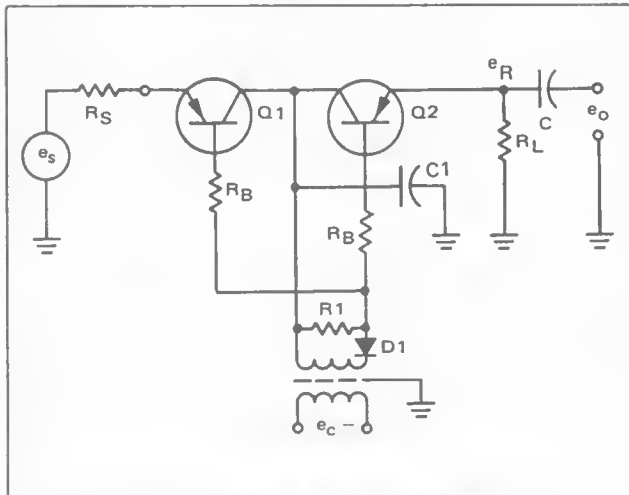 e_R
R_S
Q1
Q2
C
e_o
e_s
R_L
C1
R_B
R_B
R1
D1
e_c –